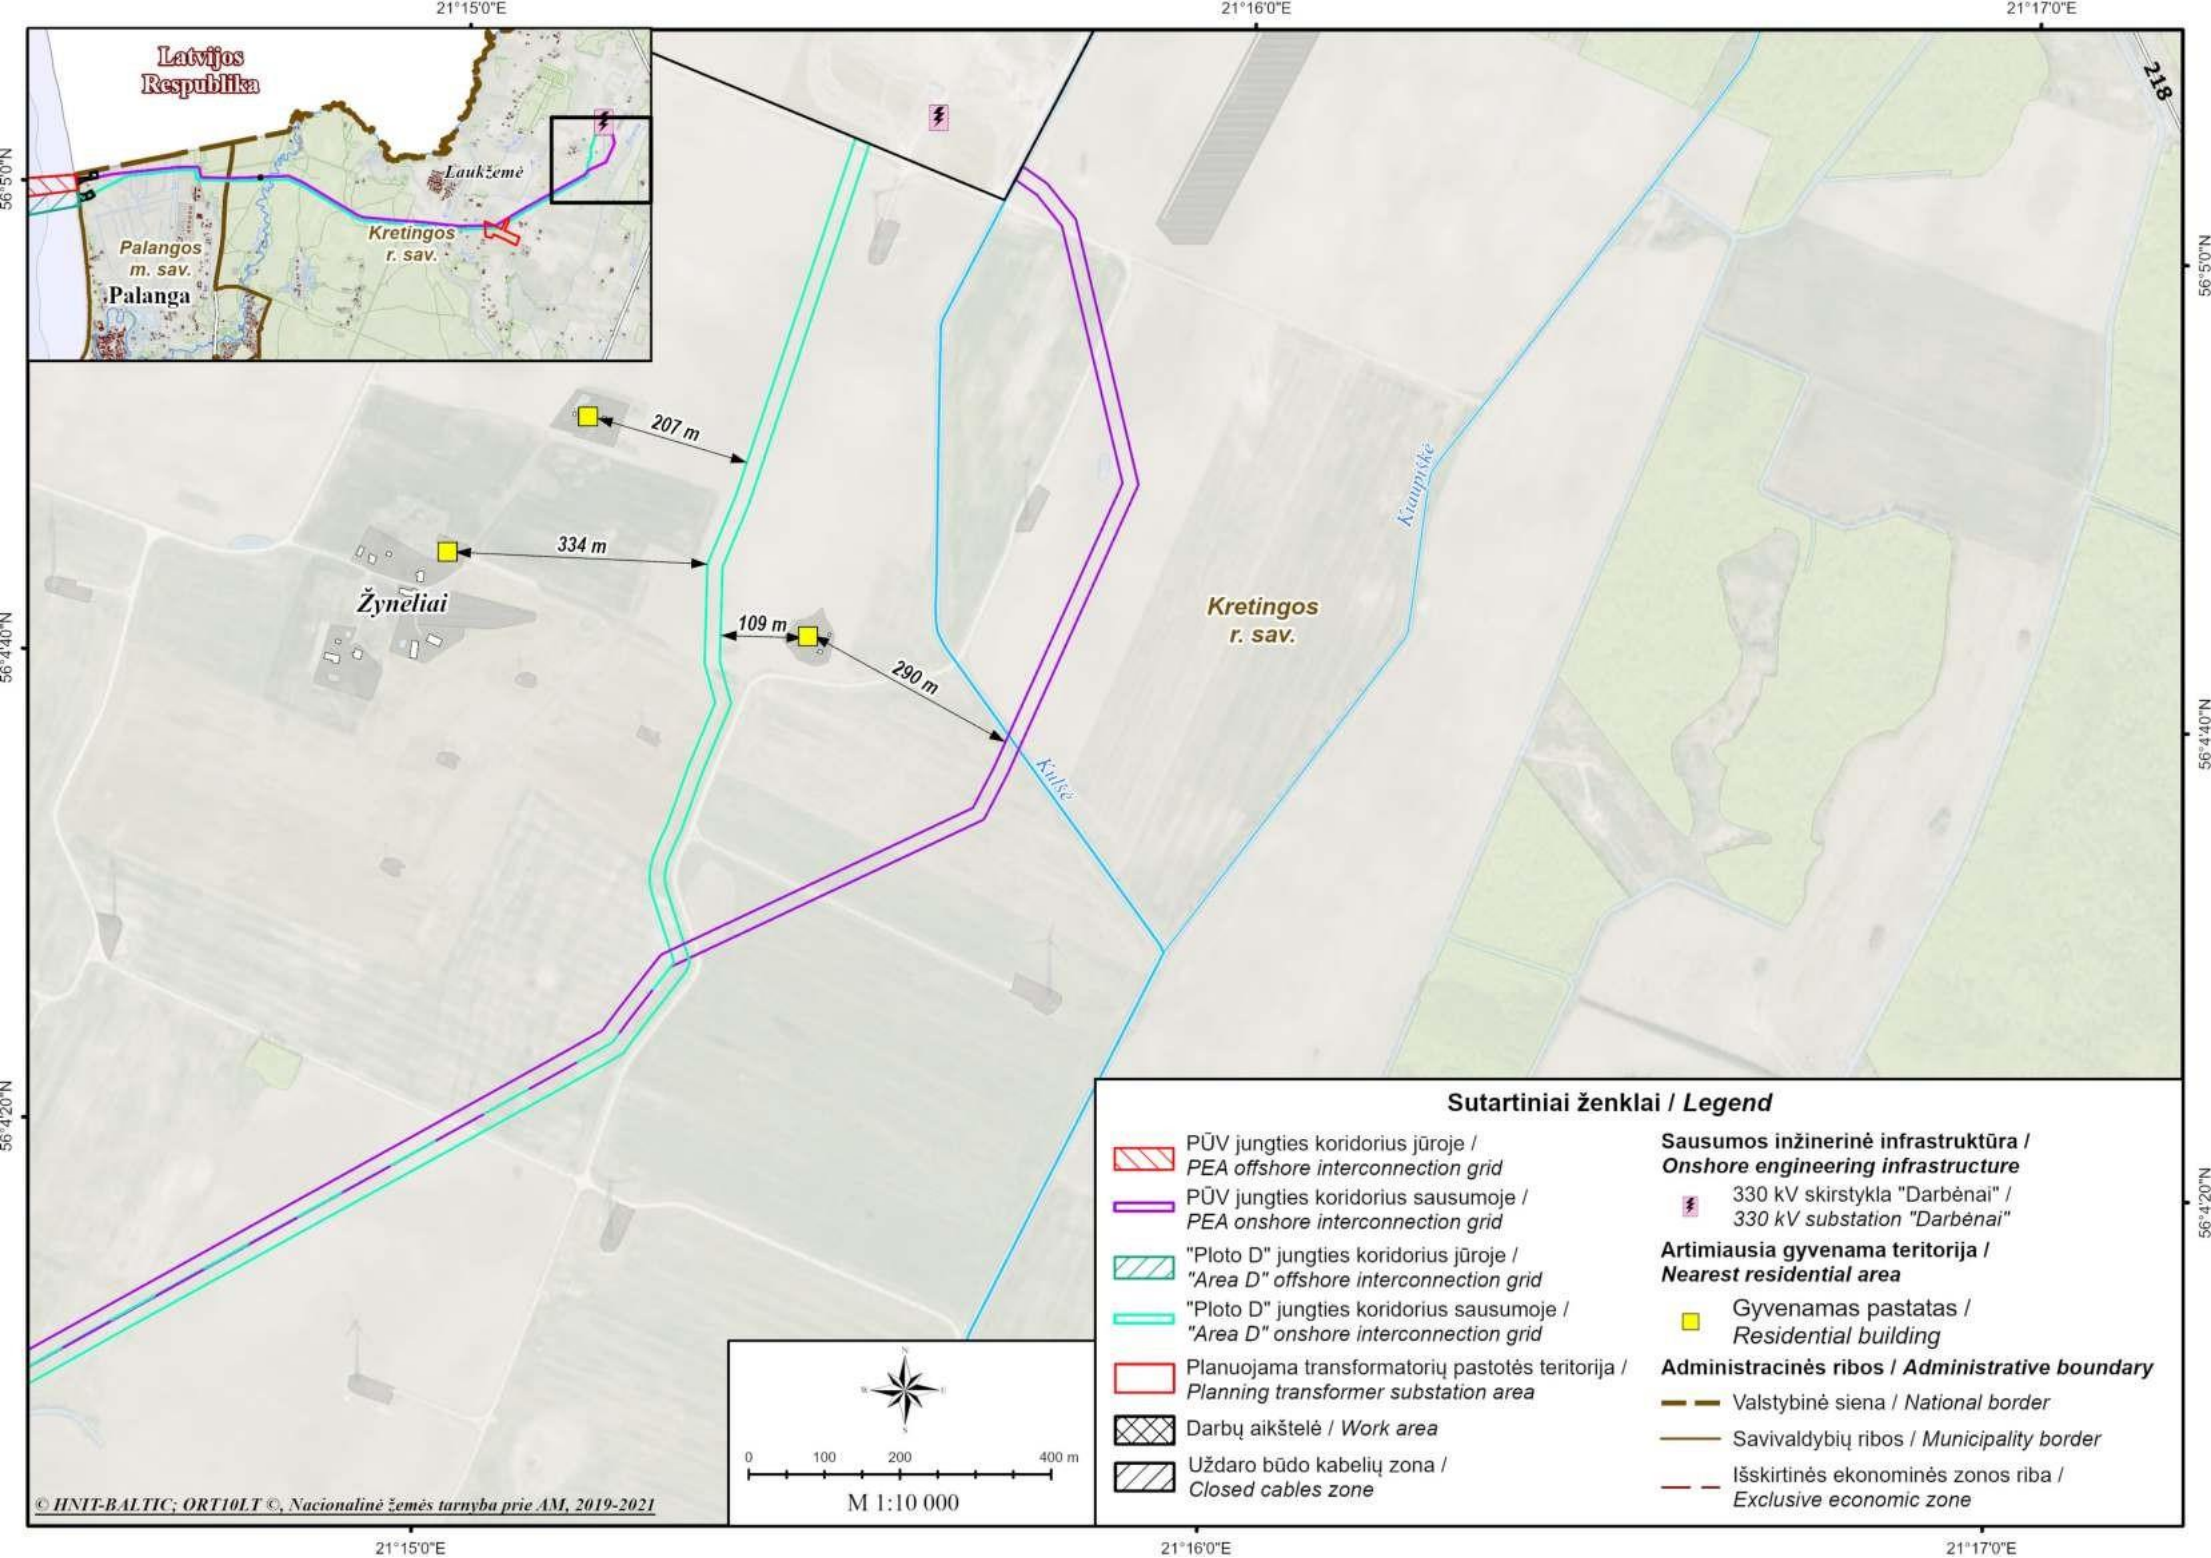 21°15'0"E
21°16'0"E
21°17'0"E
Latvijos
Respublika
218
56°5'0"N
Laukžemė
Kretingos
r. sav.
Palangos
m. sav.
Palanga
56°5'0"N
207 m
Kiaupiškė
334 m
Žyneliai
Kretingos
r. sav.
109 m
290 m
56°4'40"N
56°4'40"N
Kulšė
56°4'20"N
56°4'20"N
Sutartiniai ženklai / Legend
PŪV jungties koridorius jūroje /
PEA offshore interconnection grid
PŪV jungties koridorius sausumoje /
PEA onshore interconnection grid
"Ploto D" jungties koridorius jūroje /
"Area D" offshore interconnection grid
"Ploto D" jungties koridorius sausumoje /
"Area D" onshore interconnection grid
Planuojama transformatorių pastotės teritorija /
Planning transformer substation area
Darbų aikštelė / Work area
Uždaro būdo kabelių zona /
Closed cables zone
Sausumos inžinerinė infrastruktūra /
Onshore engineering infrastructure
330 kV skirstykla "Darbėnai" /
330 kV substation "Darbėnai"
Artimiausia gyvenama teritorija /
Nearest residential area
Gyvenamas pastatas /
Residential building
Administracinės ribos / Administrative boundary
Valstybinė siena / National border
Savivaldybių ribos / Municipality border
Išskirtinės ekonominės zonos riba /
Exclusive economic zone
N
W E
S
0 100 200 400 m
M 1:10 000
© HNIT-BALTIC; ORT10LT ©, Nacionalinė žemės tarnyba prie AM, 2019-2021
21°15'0"E
21°16'0"E
21°17'0"E